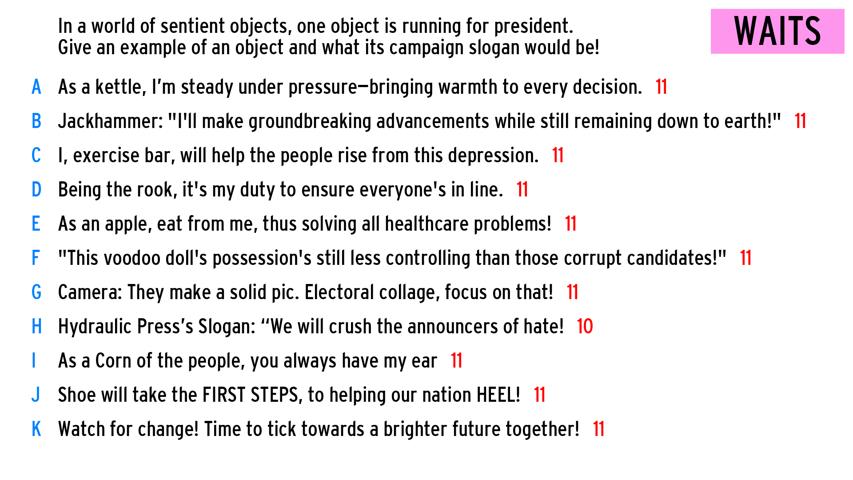 In a world of sentient objects, one object is running for president.
Give an example of an object and what its campaign slogan would be!
WAITS
A As a kettle, I’m steady under pressure—bringing warmth to every decision. 11
B Jackhammer: "I'll make groundbreaking advancements while still remaining down to earth!" 11
C I, exercise bar, will help the people rise from this depression. 11
D Being the rook, it's my duty to ensure everyone's in line. 11
E As an apple, eat from me, thus solving all healthcare problems! 11
F "This voodoo doll's possession's still less controlling than those corrupt candidates!" 11
G Camera: They make a solid pic. Electoral collage, focus on that! 11
H Hydraulic Press’s Slogan: “We will crush the announcers of hate! 10
I As a Corn of the people, you always have my ear 11
J Shoe will take the FIRST STEPS, to helping our nation HEEL! 11
K Watch for change! Time to tick towards a brighter future together! 11